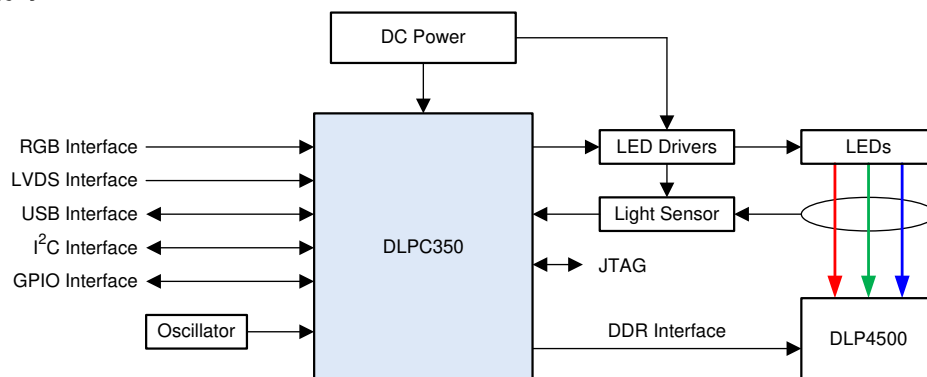 DC Power
RGB Interface
LVDS Interface
USB Interface
I2C Interface
GPIO Interface
Oscillator
DLPC350
LED Drivers
LEDs
Light Sensor
JTAG
DDR Interface
DLP4500